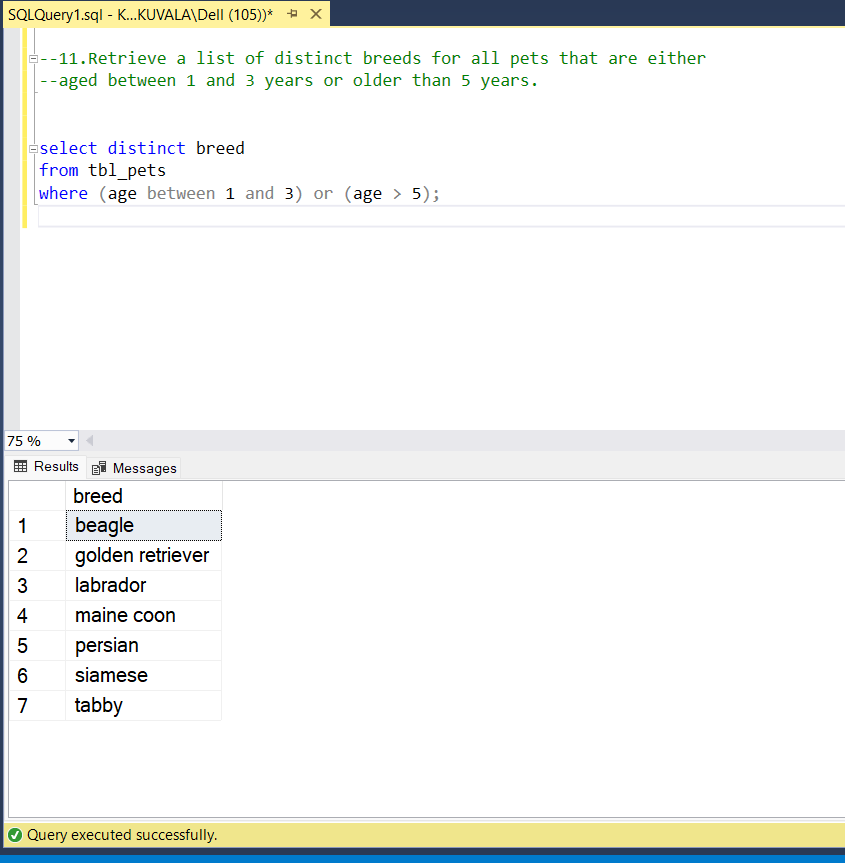 SQLQuery1.sql - K...KUVALA\Dell (105))*
--11.Retrieve a list of distinct breeds for all pets that are either
--aged between 1 and 3 years or older than 5 years.
select distinct breed
from tbl_pets
where (age between 1 and 3) or (age > 5);
75 %
Results Messages
breed
1 beagle
2 golden retriever
3 labrador
4 maine coon
5 persian
6 siamese
7 tabby
Query executed successfully.